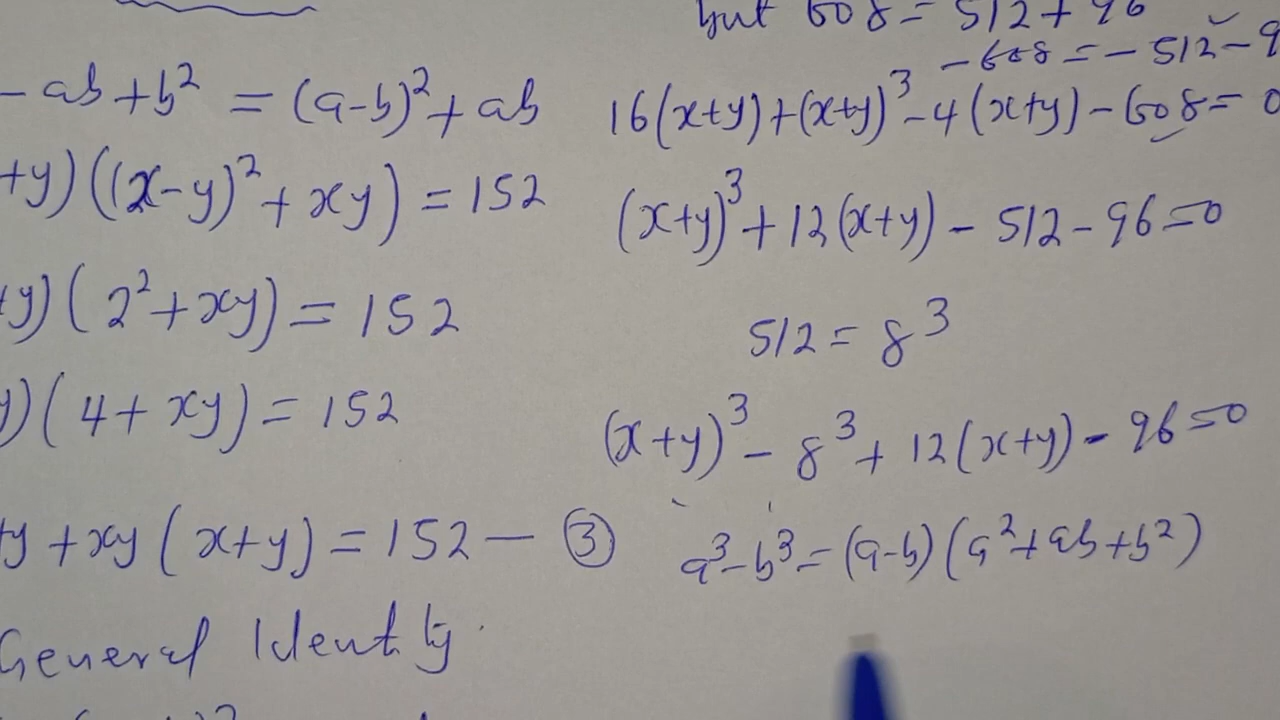 - ab + b² = (a-b)² + ab
+y)((x-y)² + xy) = 152
+y)(2² + xy) = 152
)(4 + xy) = 152
+y + xy(x+y) = 152 — ③
General Identity
but 608 = 512 + 96
-608 = -512 - 9
16(x+y) + (x+y)³ - 4(x+y) - 608 = 0
(x+y)³ + 12(x+y) - 512 - 96 = 0
512 = 8³
(x+y)³ - 8³ + 12(x+y) - 96 = 0
a³ - b³ = (a-b)(a² + ab + b²)